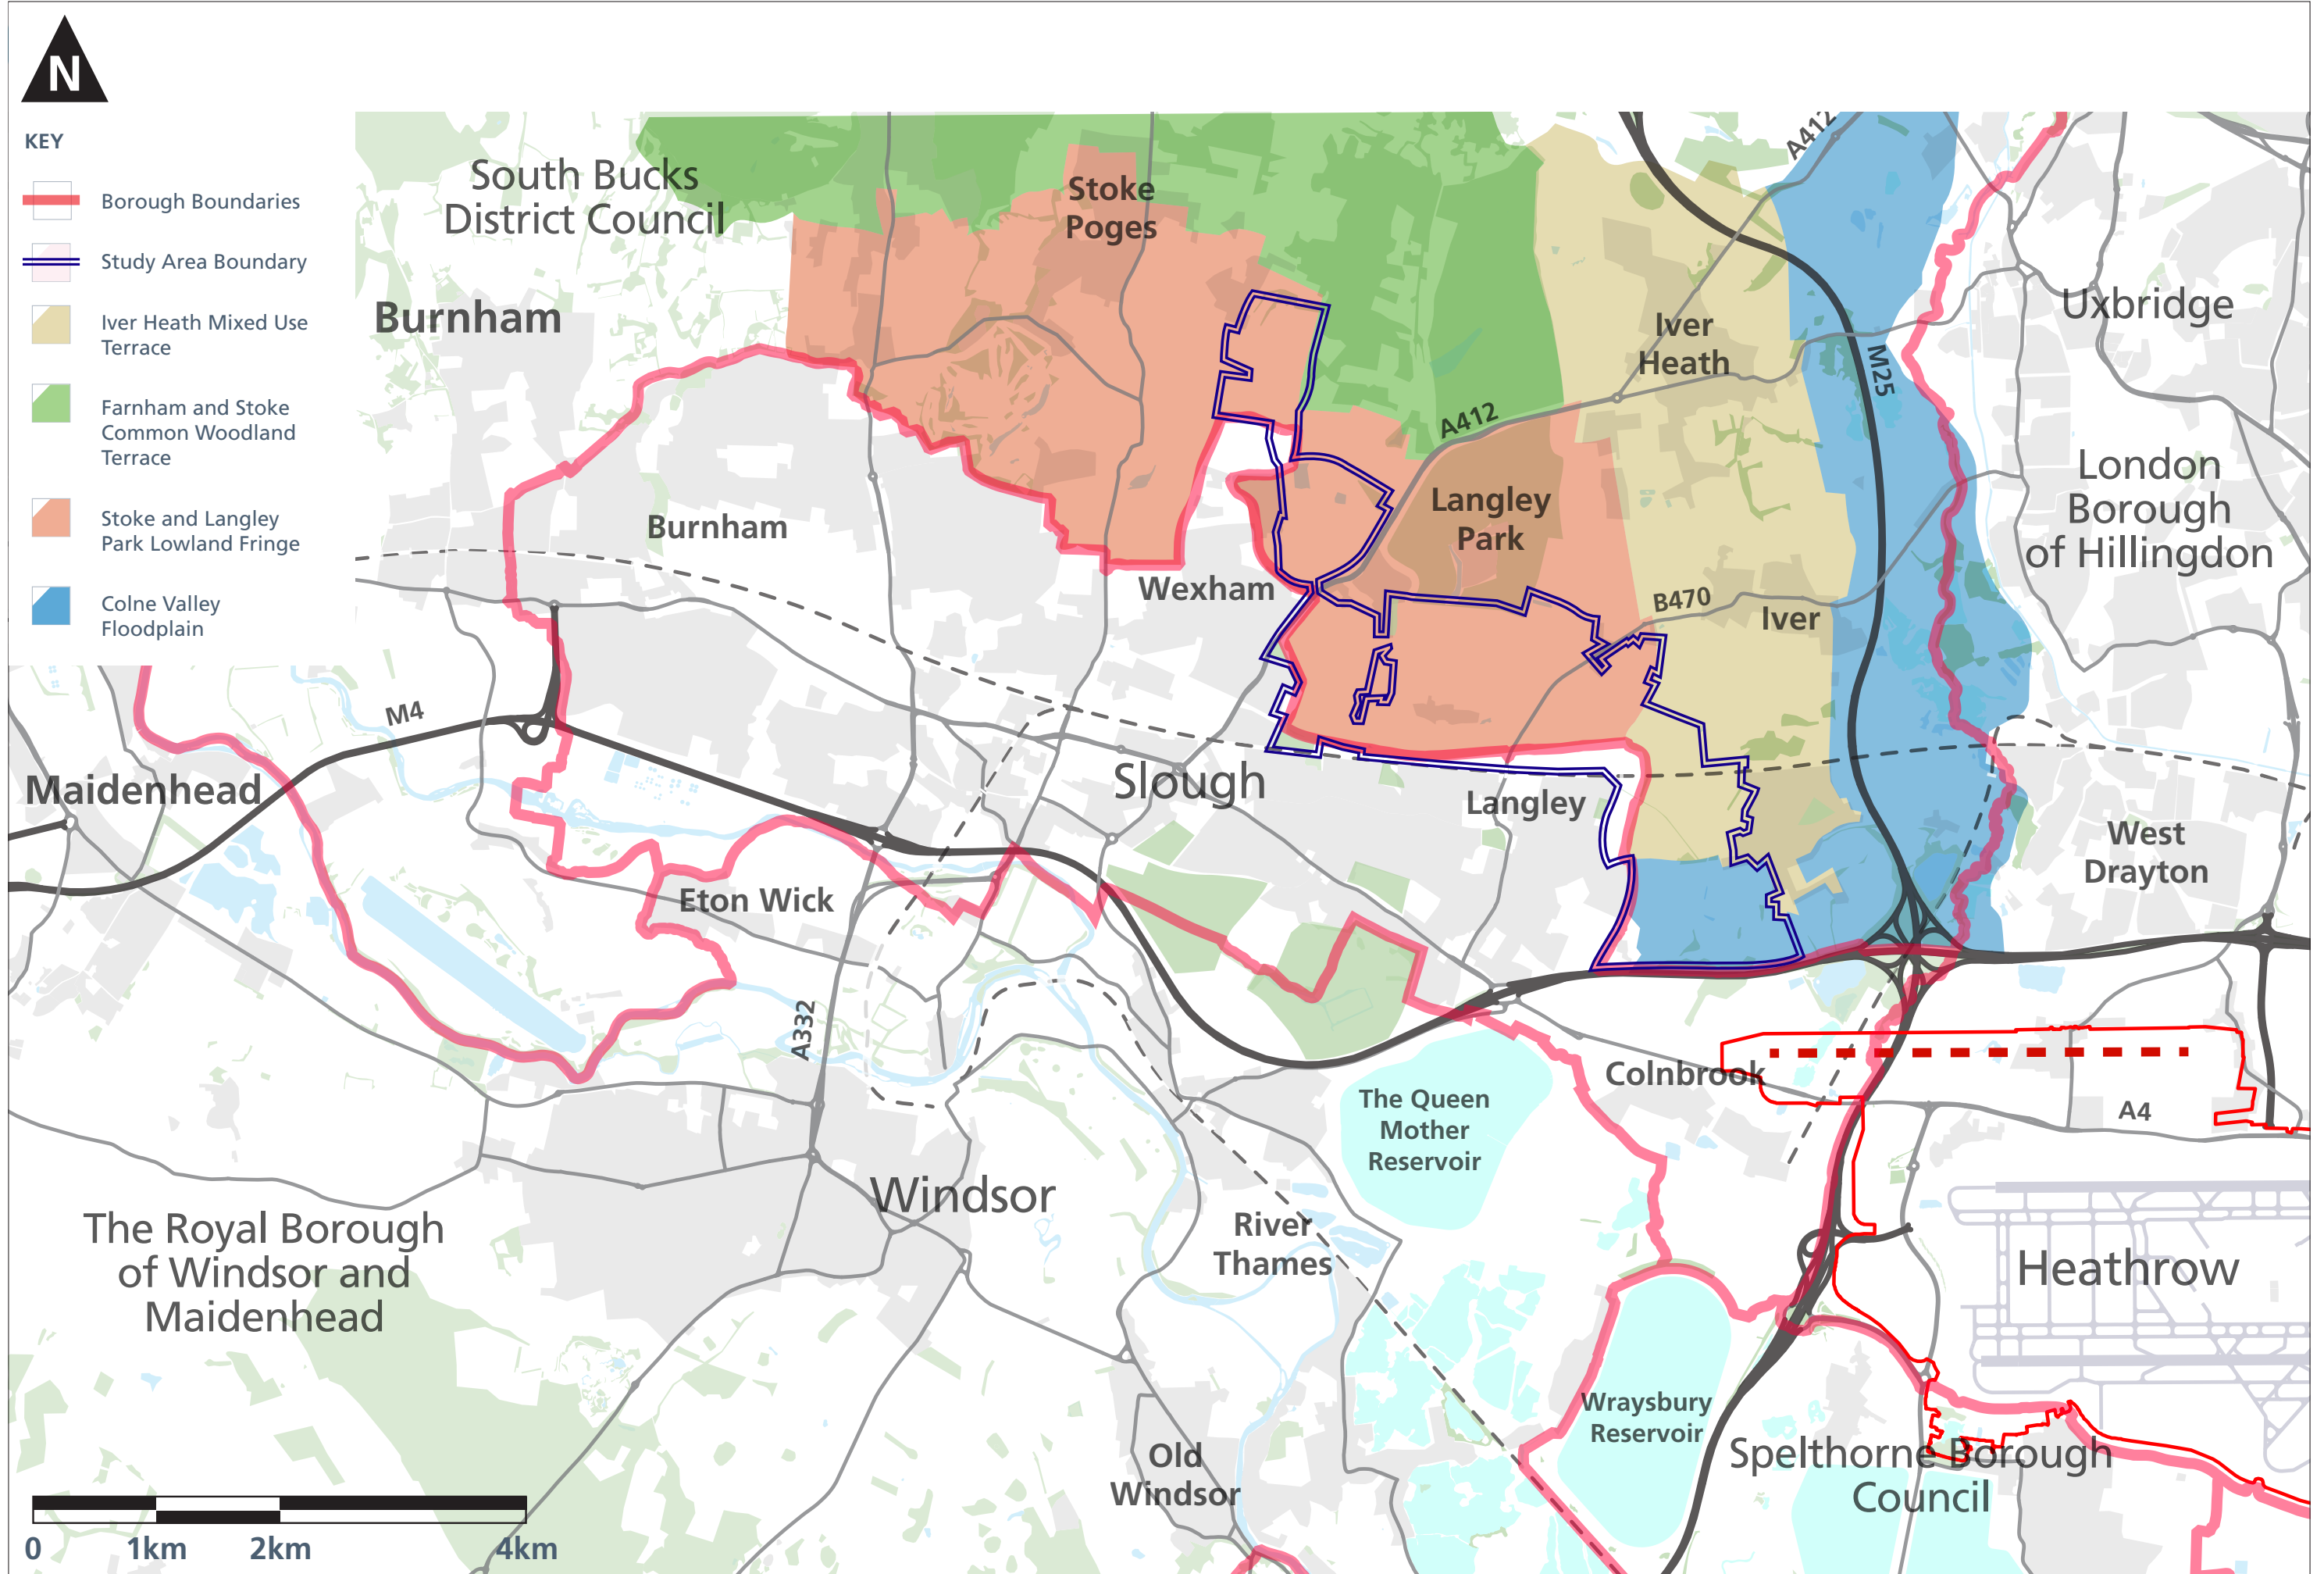 N
KEY
Borough Boundaries
Study Area Boundary
Iver Heath Mixed Use
Terrace
Farnham and Stoke
Common Woodland
Terrace
Stoke and Langley
Park Lowland Fringe
Colne Valley
Floodplain
South Bucks
District Council
Stoke
Poges
A412
Burnham
Iver
Heath
Uxbridge
M25
A412
London
Borough
of Hillingdon
Langley
Park
Burnham
Wexham
B470
Iver
M4
Maidenhead
Slough
Langley
West
Drayton
Eton Wick
A332
Colnbrook
The Queen
Mother
Reservoir
A4
Windsor
River
Thames
The Royal Borough
of Windsor and
Maidenhead
Heathrow
Wraysbury
Reservoir
Old
Windsor
Spelthorne Borough
Council
0 1km 2km 4km